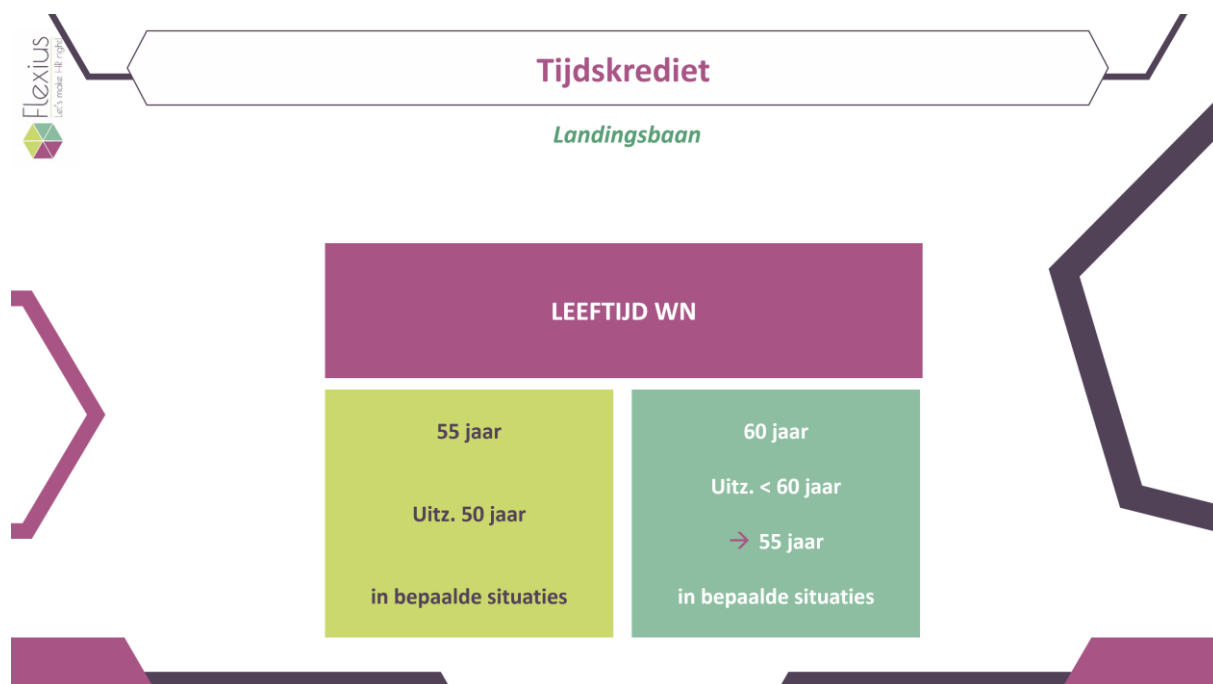 Flexius
Let's make HR right!
Tijdskrediet
Landingsbaan
LEEFTIJD WN
55 jaar
Uitz. 50 jaar
in bepaalde situaties
60 jaar
Uitz. < 60 jaar
→ 55 jaar
in bepaalde situaties